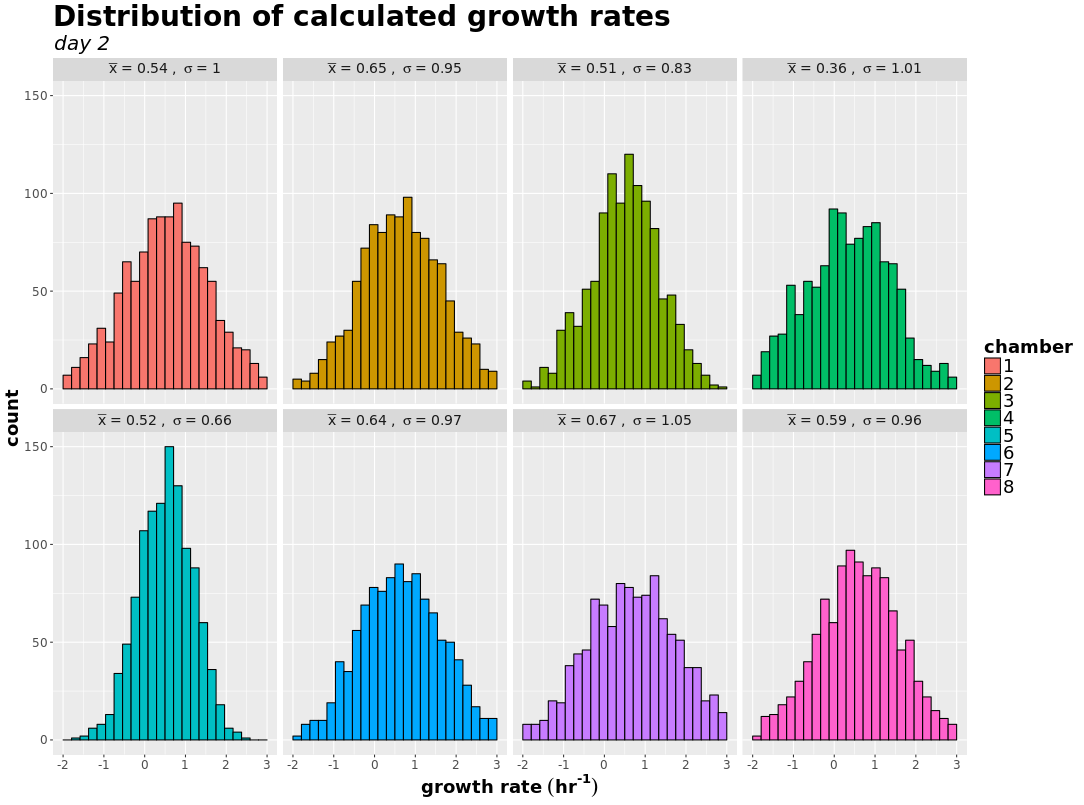 Distribution of calculated growth rates
day 2
x̅ = 0.54 , σ = 1
x̅ = 0.65 , σ = 0.95
x̅ = 0.51 , σ = 0.83
x̅ = 0.36 , σ = 1.01
150
100
50
0
count
x̅ = 0.52 , σ = 0.66
x̅ = 0.64 , σ = 0.97
x̅ = 0.67 , σ = 1.05
x̅ = 0.59 , σ = 0.96
150
100
50
0
-2 -1 0 1 2 3
-2 -1 0 1 2 3
-2 -1 0 1 2 3
-2 -1 0 1 2 3
growth rate (hr⁻¹)
chamber
1
2
3
4
5
6
7
8